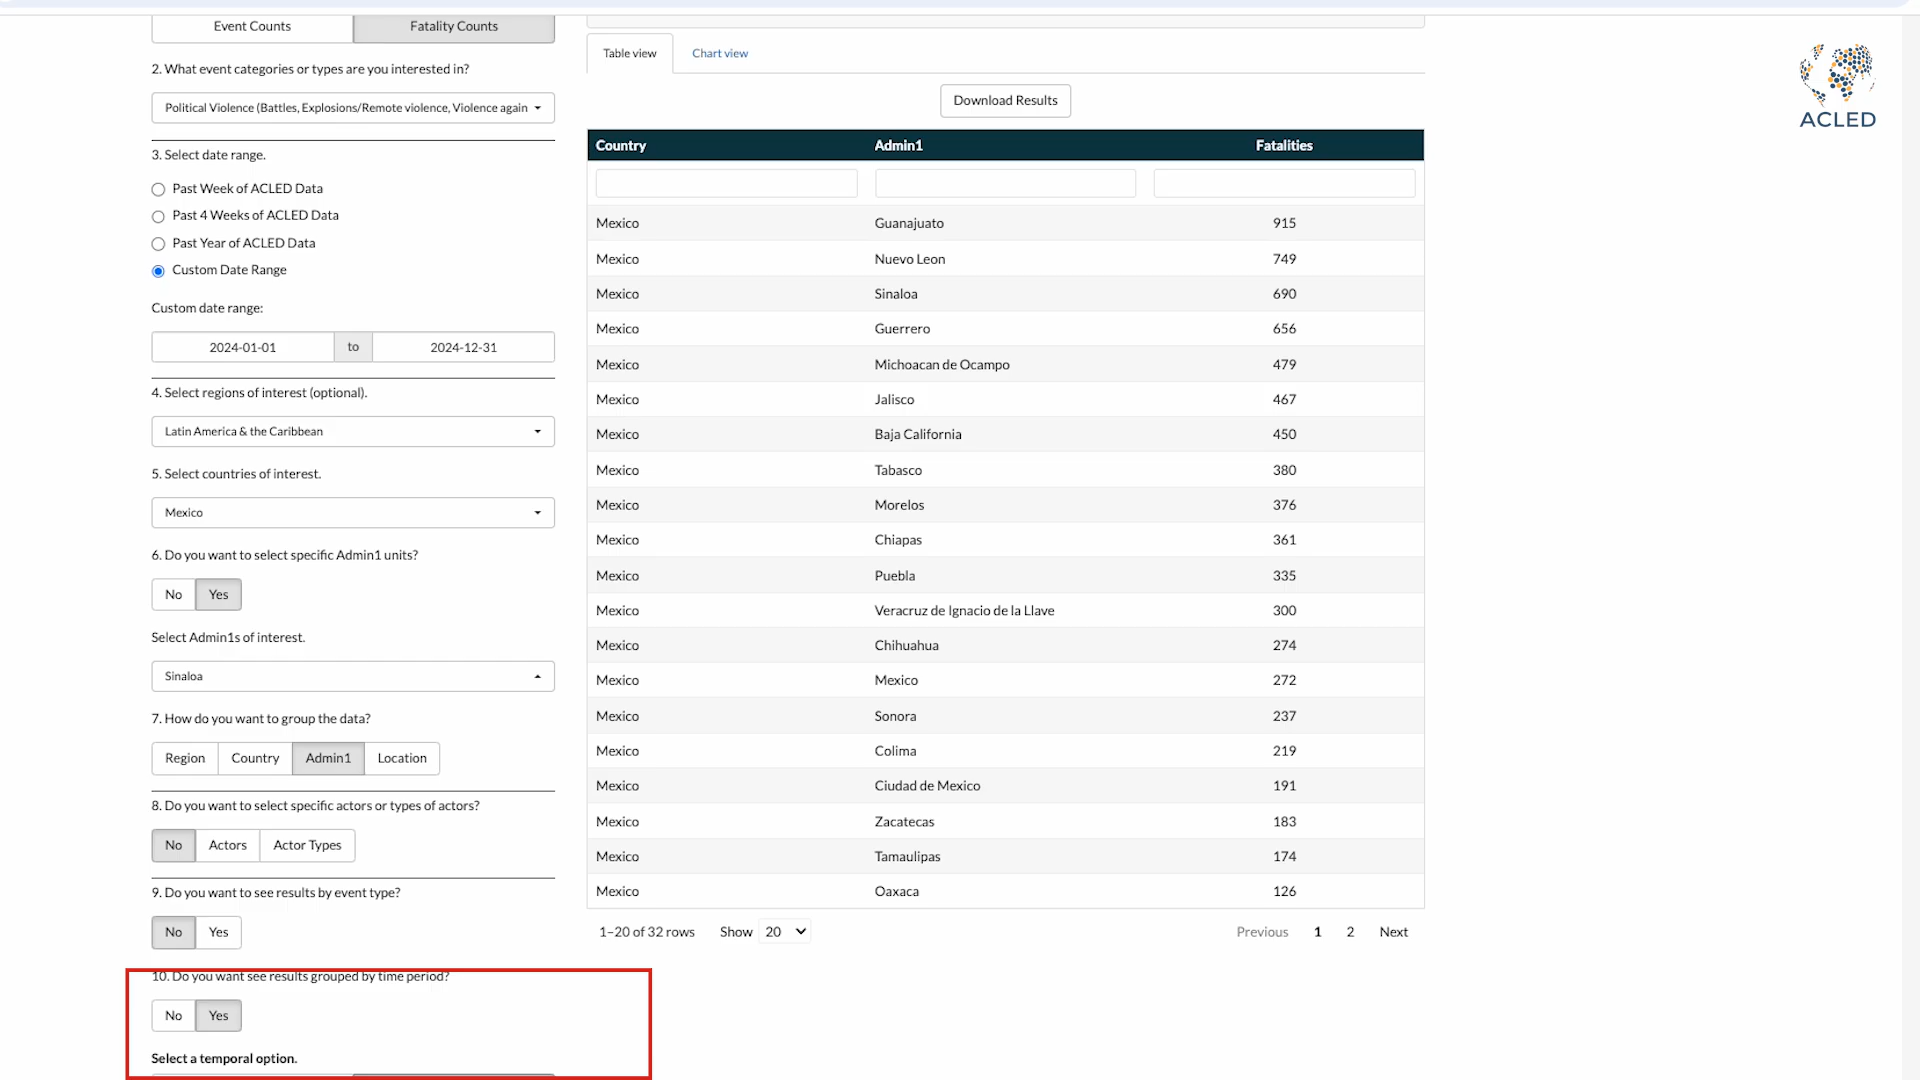 Event Counts Fatality Counts
2. What event categories or types are you interested in?
Political Violence (Battles, Explosions/Remote violence, Violence again
3. Select date range.
Past Week of ACLED Data
Past 4 Weeks of ACLED Data
Past Year of ACLED Data
Custom Date Range
Custom date range:
2024-01-01 to 2024-12-31
4. Select regions of interest (optional).
Latin America & the Caribbean
5. Select countries of interest.
Mexico
6. Do you want to select specific Admin1 units?
No Yes
Select Admin1s of interest.
Sinaloa
7. How do you want to group the data?
Region Country Admin1 Location
8. Do you want to select specific actors or types of actors?
No Actors Actor Types
9. Do you want to see results by event type?
No Yes
10. Do you want see results grouped by time period?
No Yes
Select a temporal option.
Table view Chart view
Download Results
Country Admin1 Fatalities
Mexico Guanajuato 915
Mexico Nuevo Leon 749
Mexico Sinaloa 690
Mexico Guerrero 656
Mexico Michoacan de Ocampo 479
Mexico Jalisco 467
Mexico Baja California 450
Mexico Tabasco 380
Mexico Morelos 376
Mexico Chiapas 361
Mexico Puebla 335
Mexico Veracruz de Ignacio de la Llave 300
Mexico Chihuahua 274
Mexico Mexico 272
Mexico Sonora 237
Mexico Colima 219
Mexico Ciudad de Mexico 191
Mexico Zacatecas 183
Mexico Tamaulipas 174
Mexico Oaxaca 126
1–20 of 32 rows Show 20 Previous 1 2 Next
ACLED